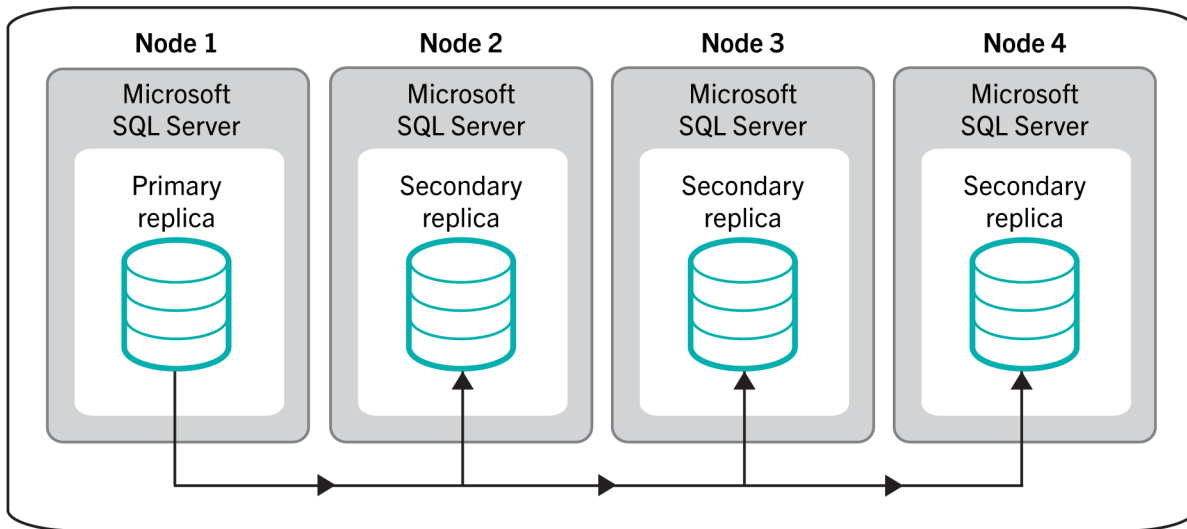 Node 1
Microsoft
SQL Server
Primary
replica
Node 2
Microsoft
SQL Server
Secondary
replica
Node 3
Microsoft
SQL Server
Secondary
replica
Node 4
Microsoft
SQL Server
Secondary
replica